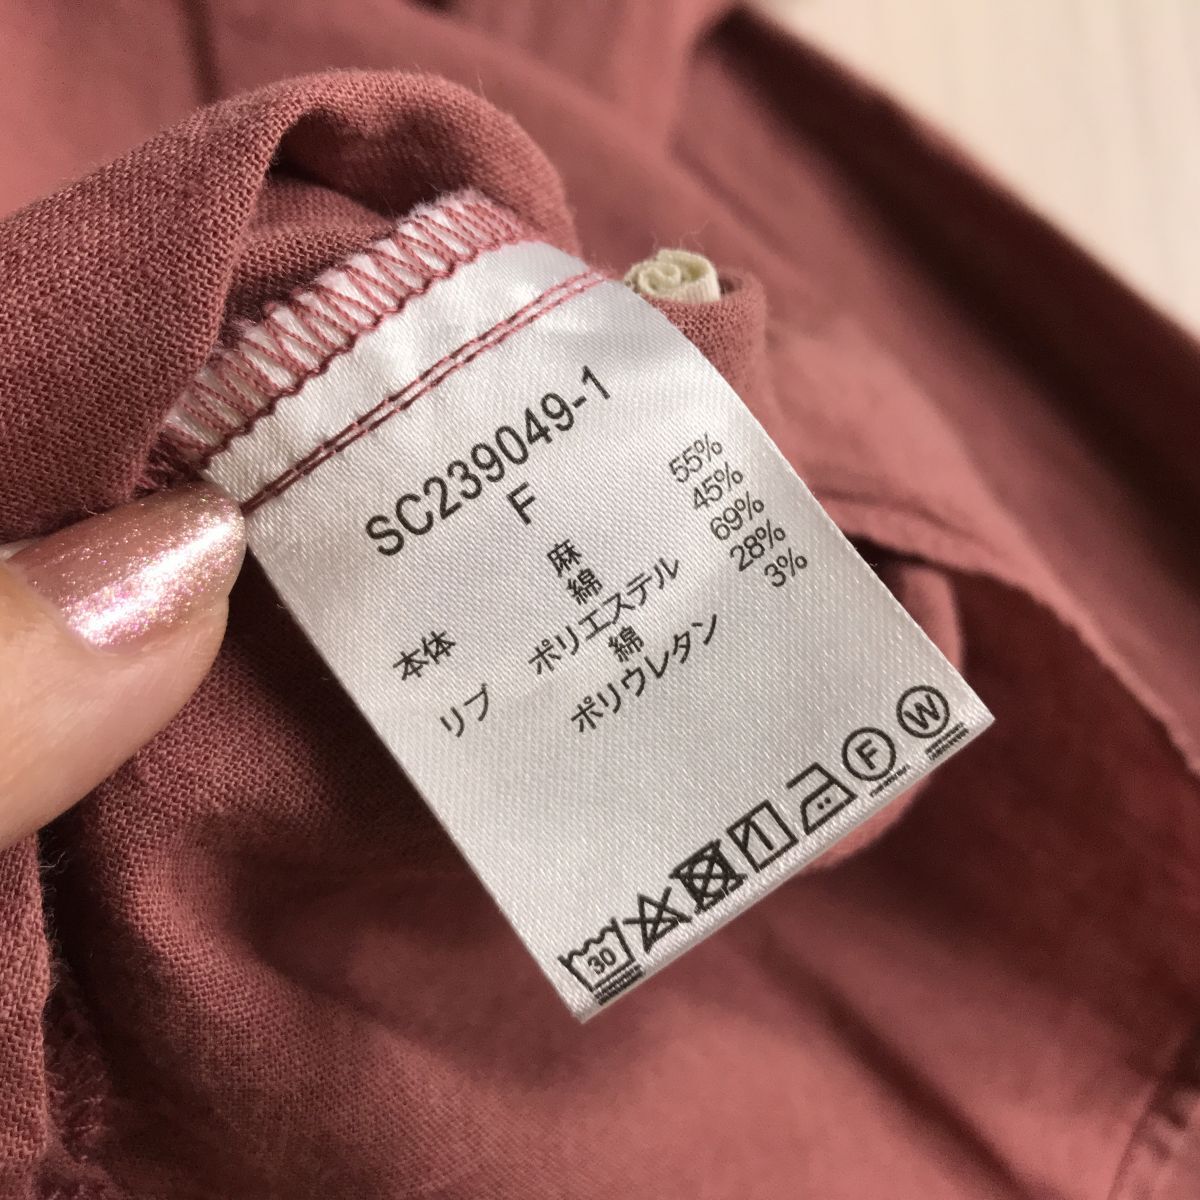 SC239049-1
F
本体 麻 55%
綿 45%
リブ ポリエステル 69%
綿 28%
ポリウレタン 3%
30 F W